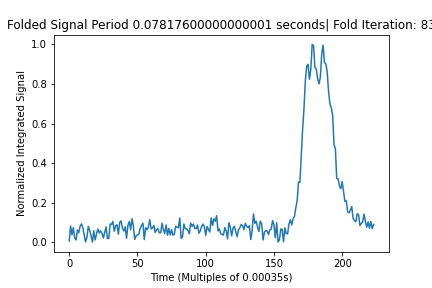 Folded Signal Period 0.07817600000000001 seconds| Fold Iteration: 83
Normalized Integrated Signal
1.0
0.8
0.6
0.4
0.2
0.0
0 50 100 150 200
Time (Multiples of 0.00035s)